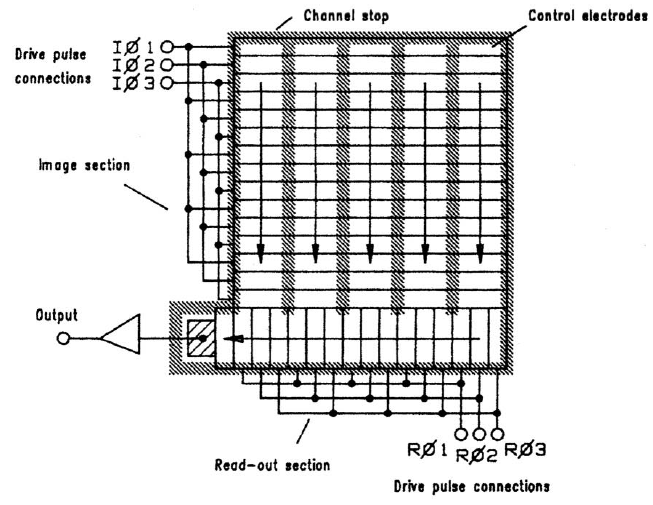 Channel stop
Control electrodes
Drive pulse
connections
IØ1
IØ2
IØ3
Image section
Output
Read-out section
RØ1
RØ2
RØ3
Drive pulse connections